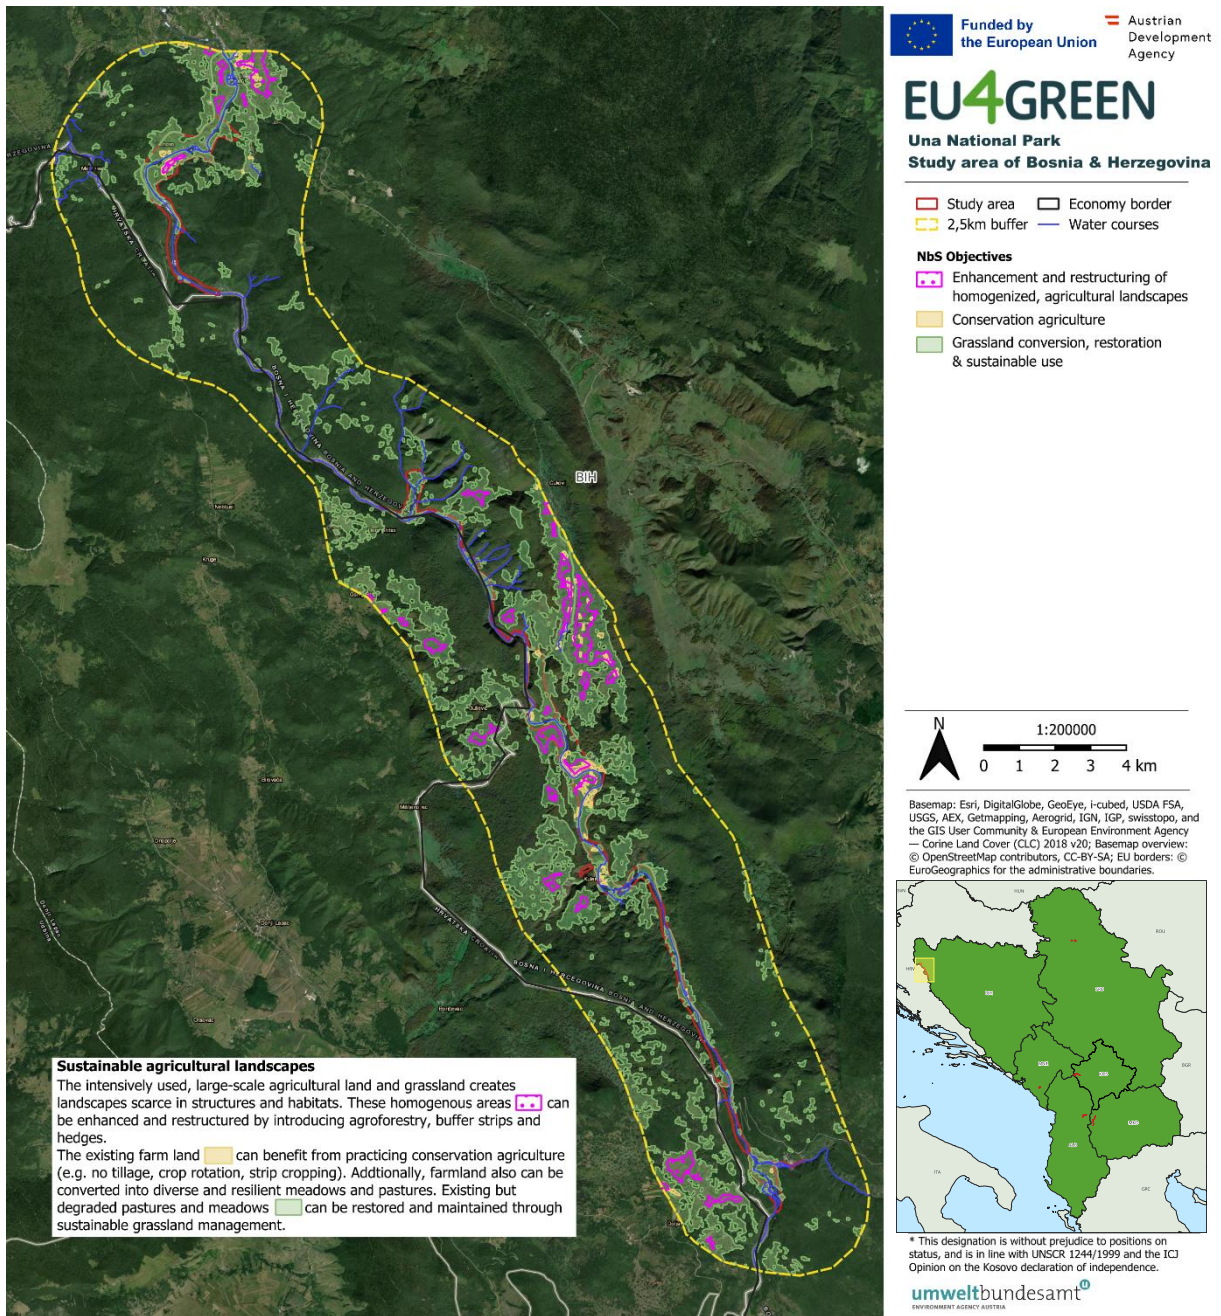 Funded by
the European Union
Austrian
Development
Agency
EU4GREEN
Una National Park
Study area of Bosnia & Herzegovina
Study area
Economy border
2,5km buffer
Water courses
NbS Objectives
Enhancement and restructuring of
homogenized, agricultural landscapes
Conservation agriculture
Grassland conversion, restoration
& sustainable use
HRVATSKA CROATIA
BIH
BOSNA I HERCEGOVINA BOSNIA AND HERZEGOVINA
HRVATSKA CROATIA
Sustainable agricultural landscapes
The intensively used, large-scale agricultural land and grassland creates
landscapes scarce in structures and habitats. These homogenous areas can
be enhanced and restructured by introducing agroforestry, buffer strips and
hedges.
The existing farm land can benefit from practicing conservation agriculture
(e.g. no tillage, crop rotation, strip cropping). Addtionally, farmland also can be
converted into diverse and resilient meadows and pastures. Existing but
degraded pastures and meadows can be restored and maintained through
sustainable grassland management.
N
1:200000
0 1 2 3 4 km
Basemap: Esri, DigitalGlobe, GeoEye, i-cubed, USDA FSA,
USGS, AEX, Getmapping, Aerogrid, IGN, IGP, swisstopo, and
the GIS User Community & European Environment Agency
— Corine Land Cover (CLC) 2018 v20; Basemap overview:
© OpenStreetMap contributors, CC-BY-SA; EU borders: ©
EuroGeographics for the administrative boundaries.
HUN
ROU
HRV
BIH
BGR
ITA
GRC
* This designation is without prejudice to positions on
status, and is in line with UNSCR 1244/1999 and the ICJ
Opinion on the Kosovo declaration of independence.
umweltbundesamt
ENVIRONMENT AGENCY AUSTRIA